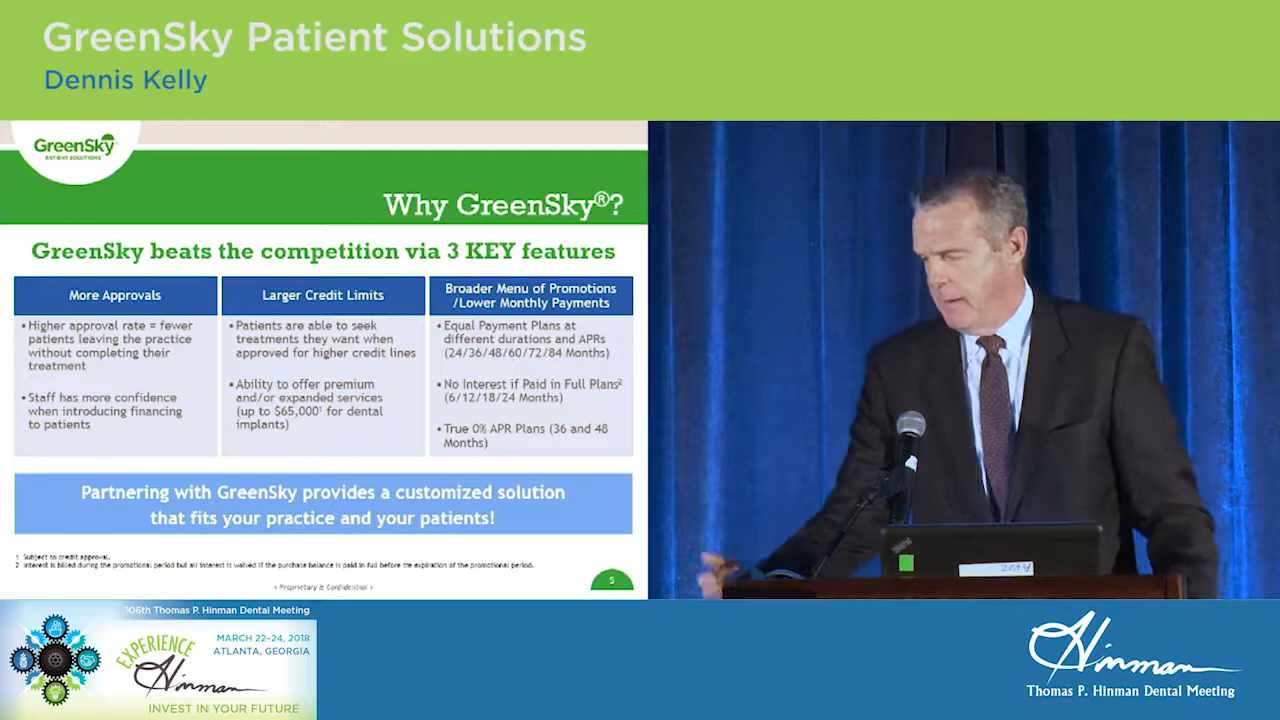 GreenSky Patient Solutions
Dennis Kelly
GreenSky
PATIENT SOLUTIONS
Why GreenSky®?
GreenSky beats the competition via 3 KEY features
More Approvals
• Higher approval rate = fewer
patients leaving the practice
without completing their
treatment
• Staff has more confidence
when introducing financing
to patients
Larger Credit Limits
• Patients are able to seek
treatments they want when
approved for higher credit lines
• Ability to offer premium
and/or expanded services
(up to $65,000¹ for dental
implants)
Broader Menu of Promotions
/Lower Monthly Payments
• Equal Payment Plans at
different durations and APRs
(24/36/48/60/72/84 Months)
• No Interest if Paid in Full Plans²
(6/12/18/24 Months)
• True 0% APR Plans (36 and 48
Months)
Partnering with GreenSky provides a customized solution
that fits your practice and your patients!
1 Subject to credit approval.
2 Interest is billed during the promotional period but all interest is waived if the purchase balance is paid in full before the expiration of the promotional period.
• Proprietary & Confidential •
5
106th Thomas P. Hinman Dental Meeting
MARCH 22-24, 2018
ATLANTA, GEORGIA
EXPERIENCE
Hinman
INVEST IN YOUR FUTURE
Hinman
Thomas P. Hinman Dental Meeting